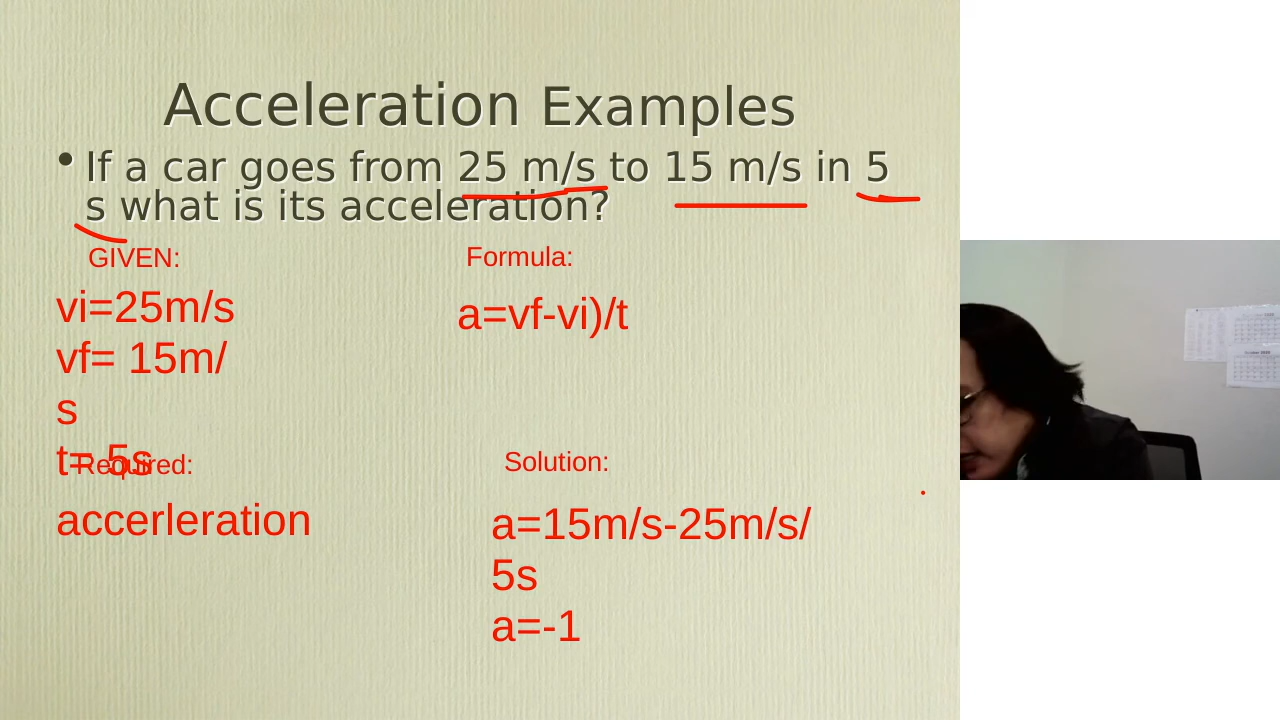 Acceleration Examples
• If a car goes from 25 m/s to 15 m/s in 5
s what is its acceleration?
GIVEN:
vi=25m/s
vf= 15m/
s
t= 5s
Required:
accerleration
Formula:
a=vf-vi)/t
Solution:
a=15m/s-25m/s/
5s
a=-1